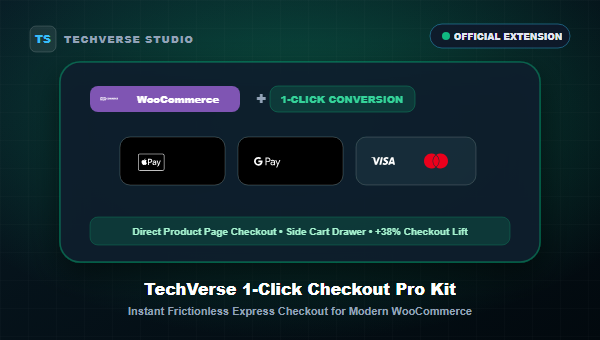 TS TECHVERSE STUDIO
OFFICIAL EXTENSION
WooCommerce + 1-CLICK CONVERSION
Pay
G Pay
VISA
Direct Product Page Checkout • Side Cart Drawer • +38% Checkout Lift
TechVerse 1-Click Checkout Pro Kit
Instant Frictionless Express Checkout for Modern WooCommerce